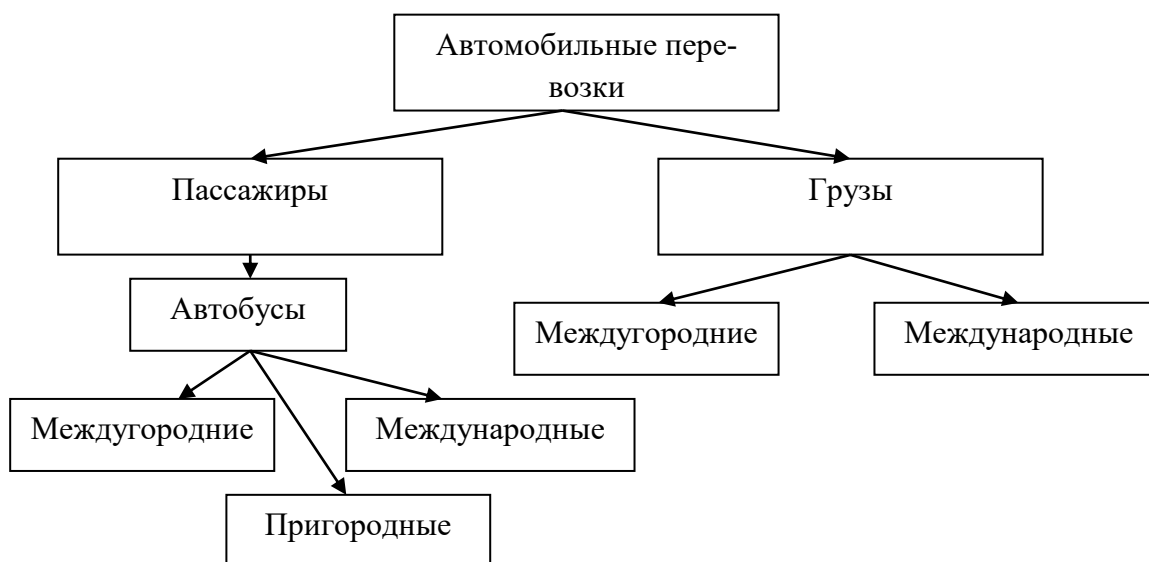 Автомобильные пере-
возки
Пассажиры
Грузы
Автобусы
Междугородние
Международные
Междугородние
Международные
Пригородные